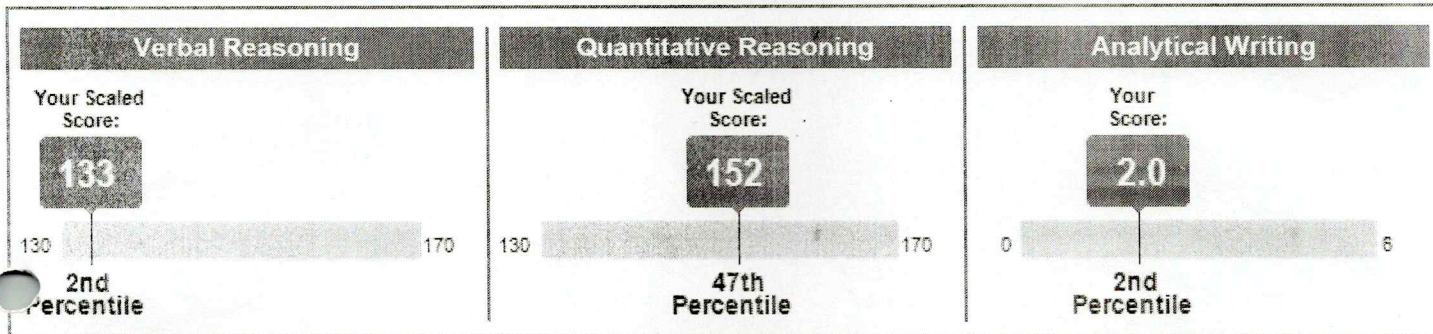 Verbal Reasoning
Your Scaled
Score:
133
130
170
2nd
Percentile
Quantitative Reasoning
Your Scaled
Score:
152
130
170
47th
Percentile
Analytical Writing
Your
Score:
2.0
0
6
2nd
Percentile